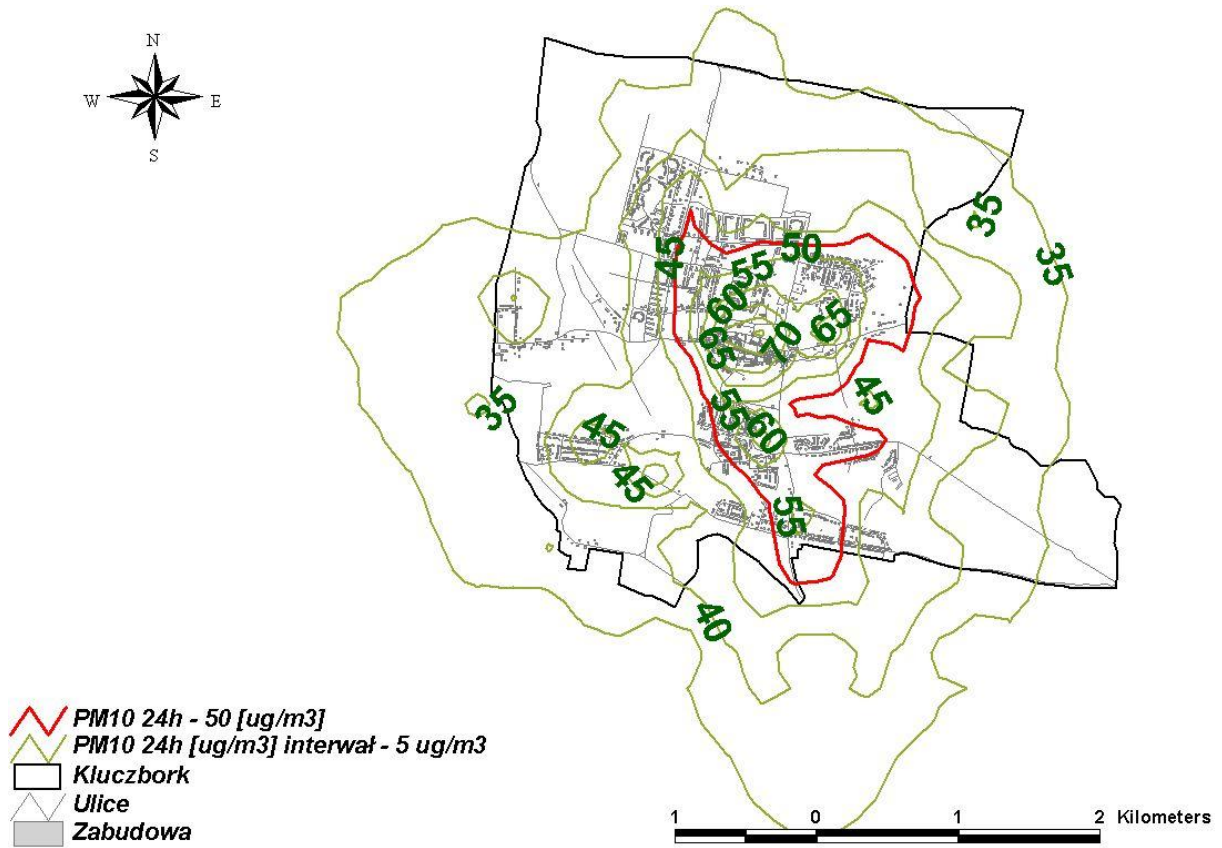 N
W E
S
35
35
45
55
50
60
65
65
70
45
35
55
60
45
45
55
40
PM10 24h - 50 [ug/m3]
PM10 24h [ug/m3] interwał - 5 ug/m3
Kluczbork
Ulice
Zabudowa
1 0 1 2 Kilometers